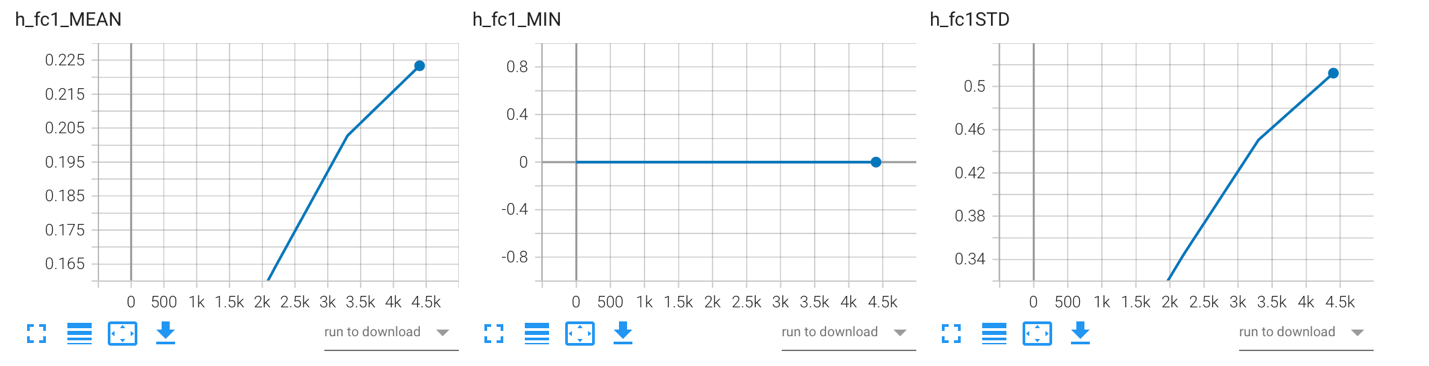 h_fc1_MEAN
0.225
0.215
0.205
0.195
0.185
0.175
0.165
0 500 1k 1.5k 2k 2.5k 3k 3.5k 4k 4.5k
run to download
h_fc1_MIN
0.8
0.4
0
-0.4
-0.8
0 500 1k 1.5k 2k 2.5k 3k 3.5k 4k 4.5k
run to download
h_fc1STD
0.5
0.46
0.42
0.38
0.34
0 500 1k 1.5k 2k 2.5k 3k 3.5k 4k 4.5k
run to download